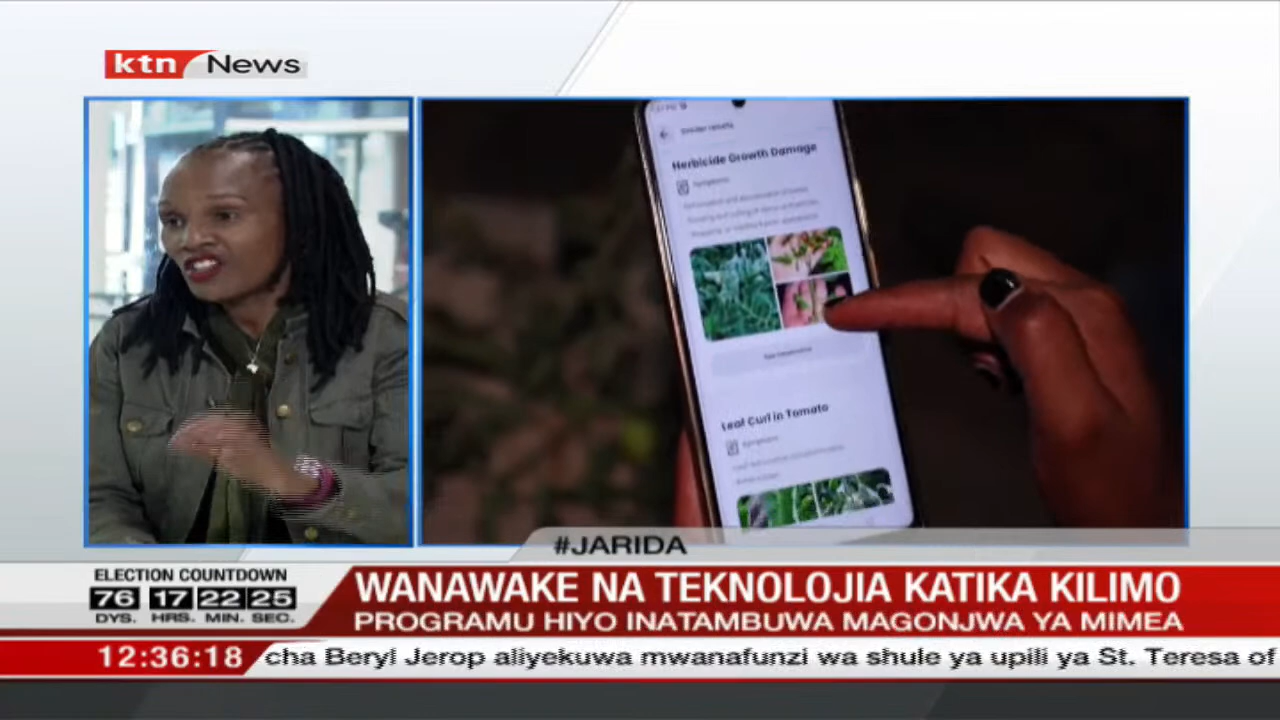 ktn News
Herbicide Growth Damage
Symptoms
Leaf Curl in Tomato
Symptoms
#JARIDA
ELECTION COUNTDOWN
76 17 22 25
DYS. HRS. MIN. SEC.
WANAWAKE NA TEKNOLOJIA KATIKA KILIMO
PROGRAMU HIYO INATAMBUWA MAGONJWA YA MIMEA
12:36:18 cha Beryl Jerop aliyekuwa mwanafunzi wa shule ya upili ya St. Teresa of